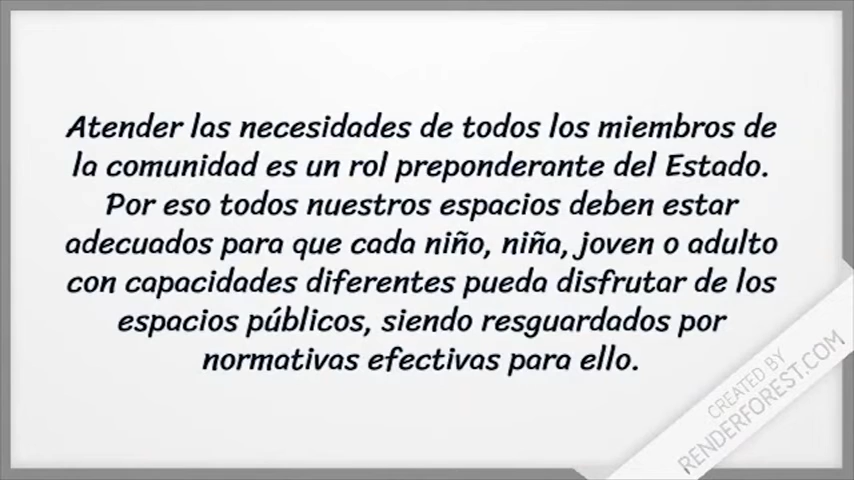 Atender las necesidades de todos los miembros de
la comunidad es un rol preponderante del Estado.
Por eso todos nuestros espacios deben estar
adecuados para que cada niño, niña, joven o adulto
con capacidades diferentes pueda disfrutar de los
espacios públicos, siendo resguardados por
normativas efectivas para ello.
CREATED BY
RENDERFOREST.COM